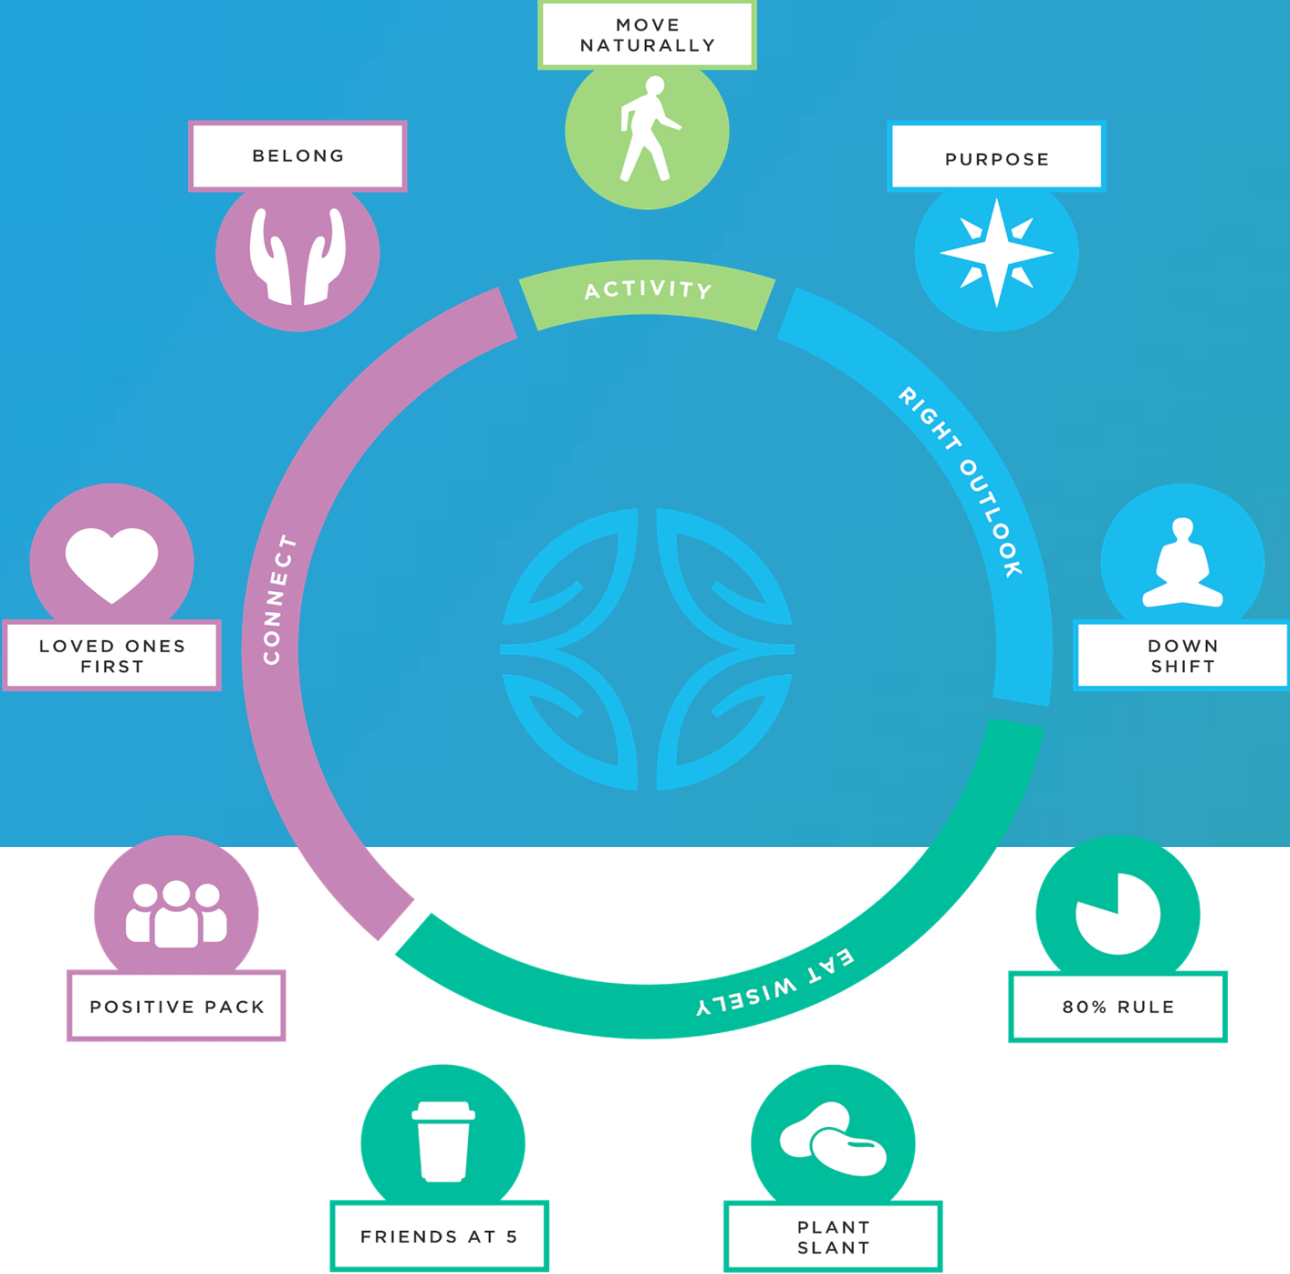 MOVE
NATURALLY
BELONG
PURPOSE
ACTIVITY
RIGHT OUTLOOK
CONNECT
LOVED ONES
FIRST
DOWN
SHIFT
EAT WISELY
POSITIVE PACK
80% RULE
FRIENDS AT 5
PLANT
SLANT